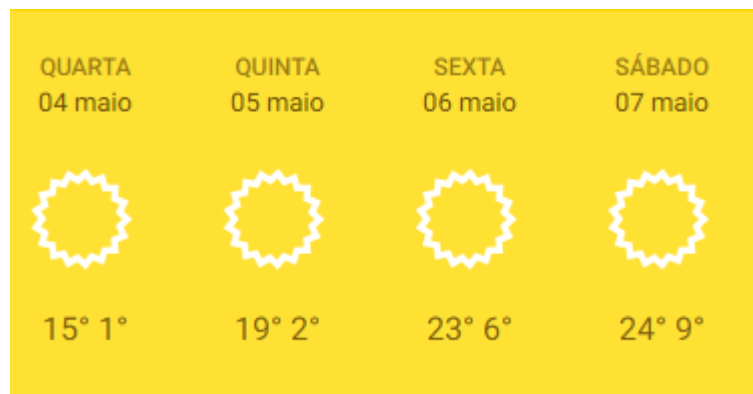 QUARTA
04 maio
QUINTA
05 maio
SEXTA
06 maio
SÁBADO
07 maio
15° 1°
19° 2°
23° 6°
24° 9°